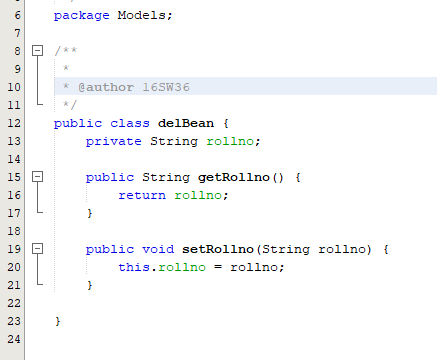 6 package Models;
7
8 /**
9 *
10 * @author 16SW36
11 */
12 public class delBean {
13 private String rollno;
14
15 public String getRollno() {
16 return rollno;
17 }
18
19 public void setRollno(String rollno) {
20 this.rollno = rollno;
21 }
22
23 }
24